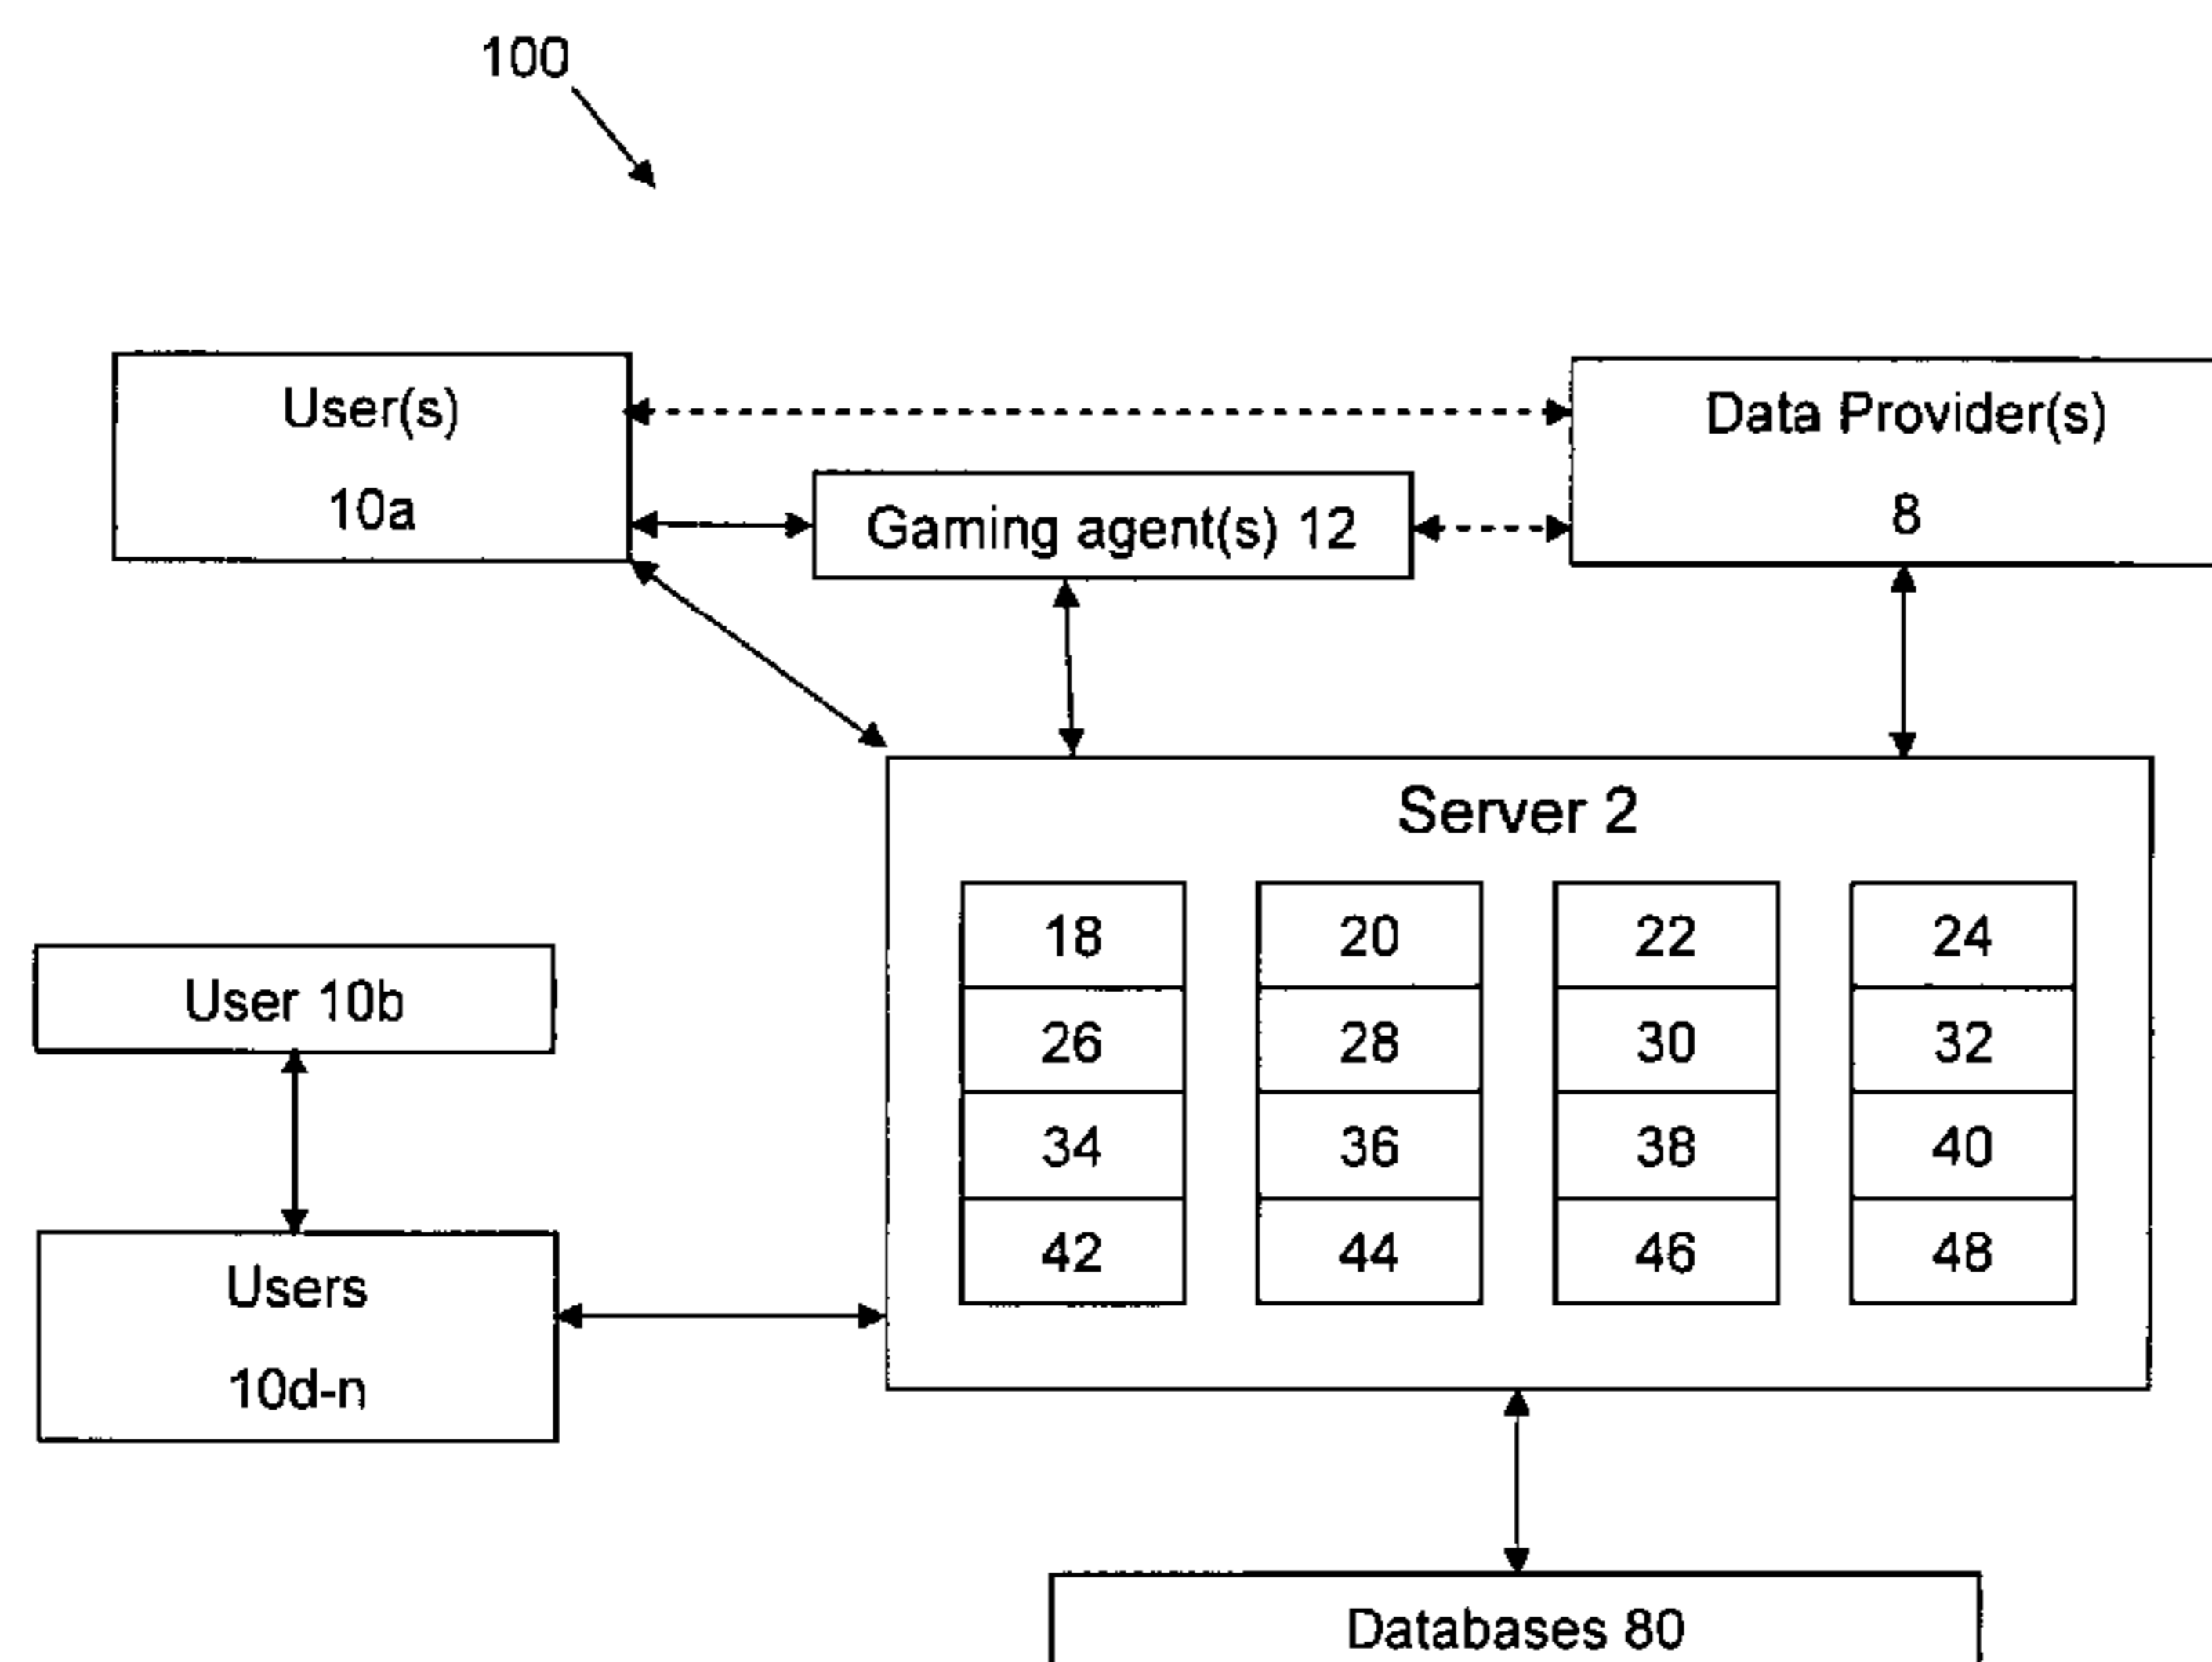 100
User(s)
10a
Gaming agent(s) 12
Data Provider(s)
8
Server 2
18 20 22 24
26 28 30 32
34 36 38 40
42 44 46 48
User 10b
Users
10d-n
Databases 80